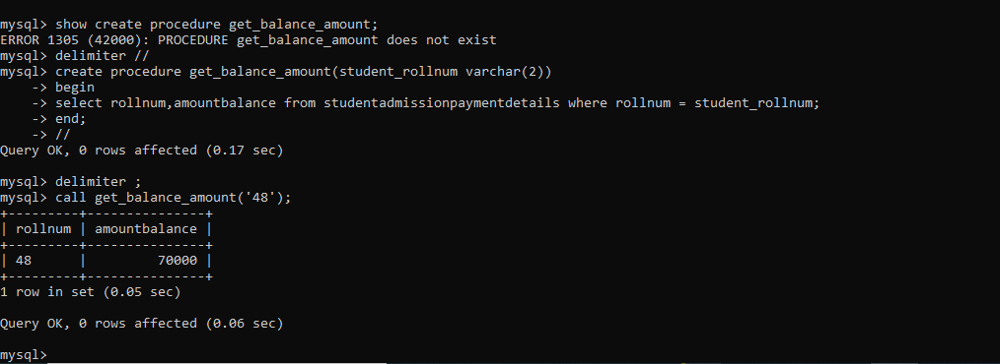 mysql> show create procedure get_balance_amount;
ERROR 1305 (42000): PROCEDURE get_balance_amount does not exist
mysql> delimiter //
mysql> create procedure get_balance_amount(student_rollnum varchar(2))
    -> begin
    -> select rollnum,amountbalance from studentadmissionpaymentdetails where rollnum = student_rollnum;
    -> end;
    -> //
Query OK, 0 rows affected (0.17 sec)

mysql> delimiter ;
mysql> call get_balance_amount('48');
+---------+---------------+
| rollnum | amountbalance |
+---------+---------------+
| 48      |         70000 |
+---------+---------------+
1 row in set (0.05 sec)

Query OK, 0 rows affected (0.06 sec)

mysql>